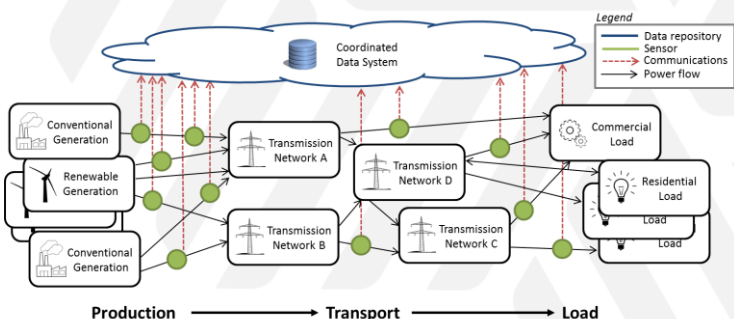 Legend
Data repository
Sensor
Communications
Power flow
Coordinated
Data System
Conventional
Generation
Renewable
Generation
Conventional
Generation
Transmission
Network A
Transmission
Network B
Transmission
Network D
Transmission
Network C
Commercial
Load
Residential
Load
Load
Load
Production
Transport
Load